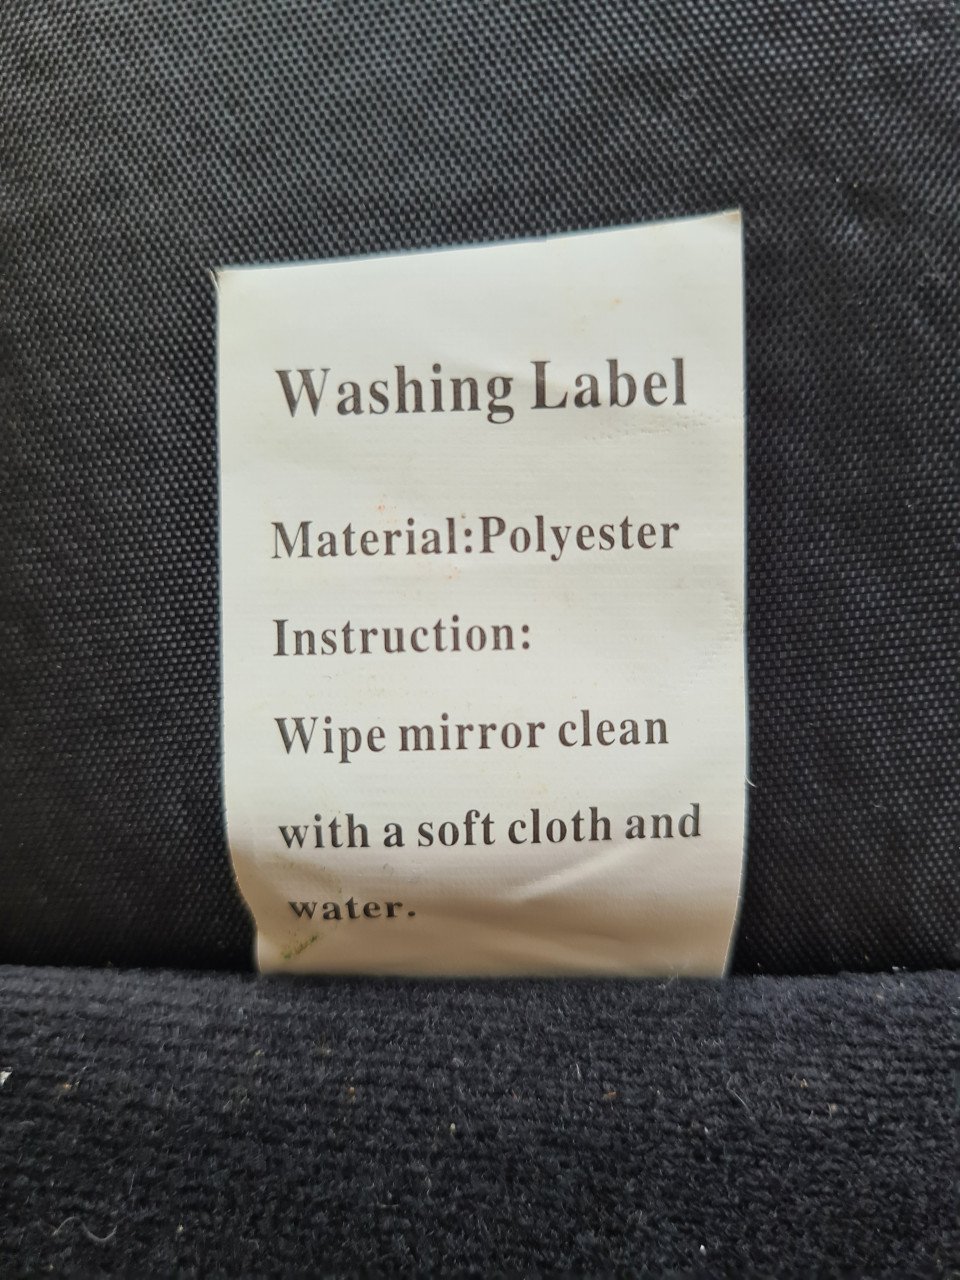 Washing Label
Material:Polyester
Instruction:
Wipe mirror clean
with a soft cloth and
water.